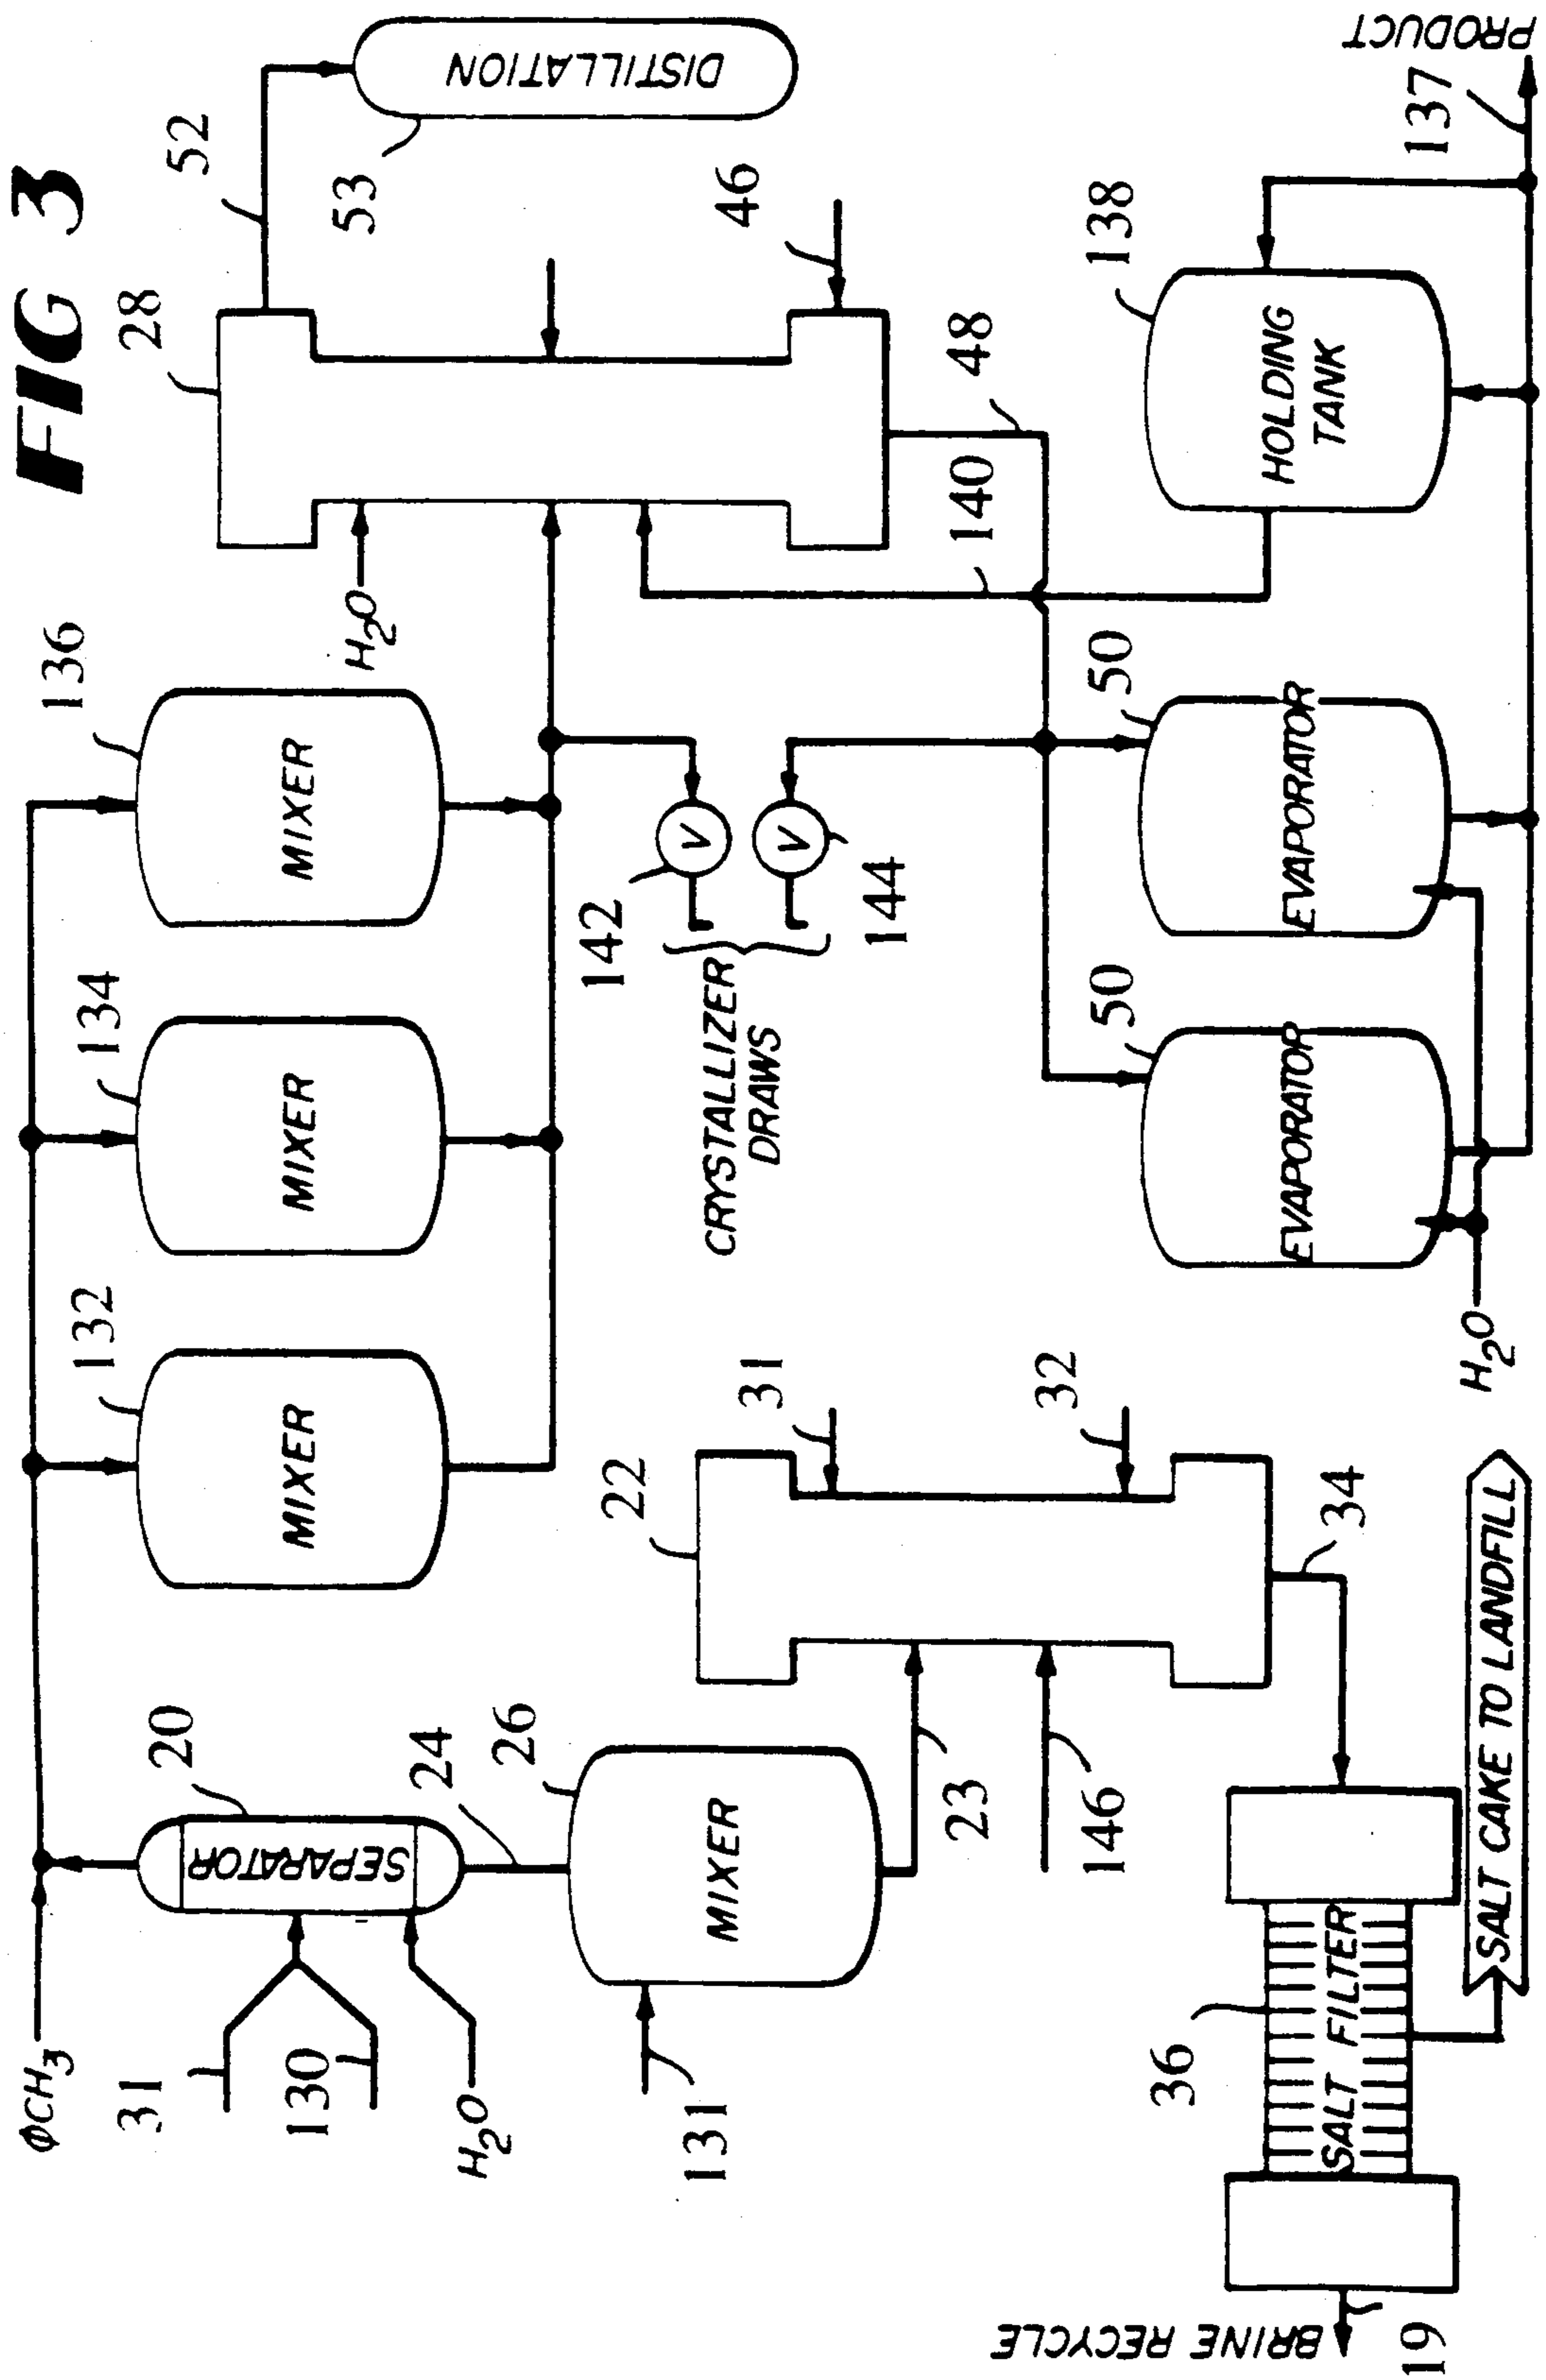 FIG 3
ΦCH3
31
130
H2O
20
SEPARATOR
24
26
MIXER
131
23
146
22
31
32
34
36
SALT FILTER
BRINE RECYCLE
19
SALT CAKE TO LANDFILL
132
MIXER
134
MIXER
136
MIXER
H2O
28
52
53
DISTILLATION
46
48
140
142
V
V
144
CRYSTALLIZER
DRAWS
50
EVAPORATOR
50
EVAPORATOR
H2O
138
HOLDING
TANK
137
PRODUCT